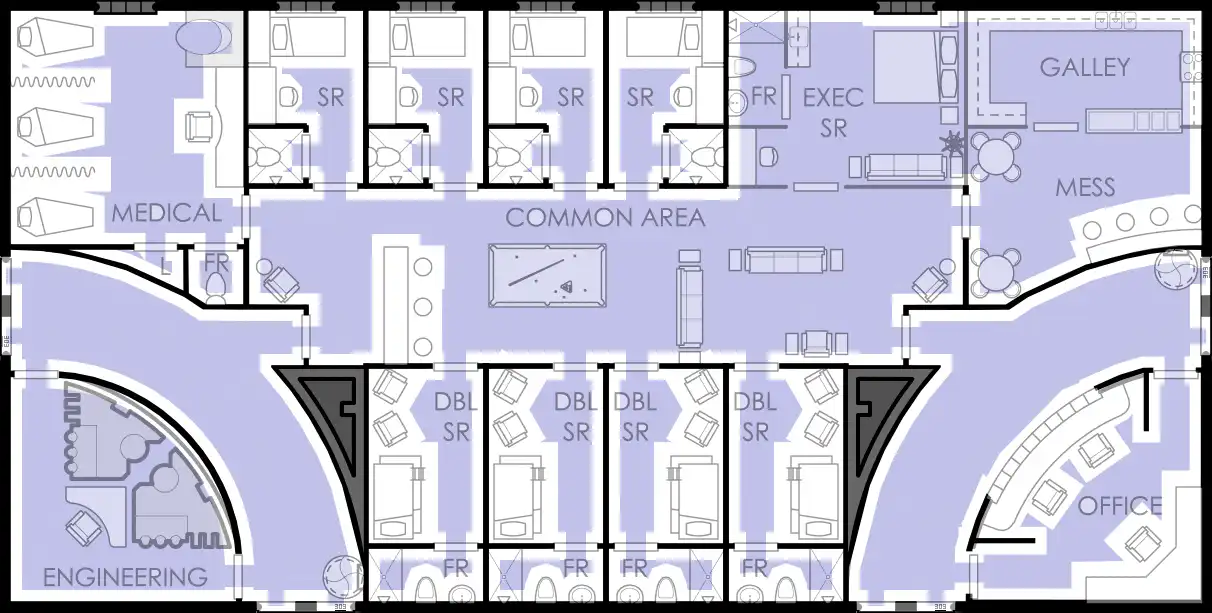 SR
SR
SR
SR
FR
EXEC
SR
GALLEY
MESS
MEDICAL
COMMON AREA
L
FR
DBL
SR
DBL
SR
DBL
SR
DBL
SR
OFFICE
ENGINEERING
FR
FR
FR
FR